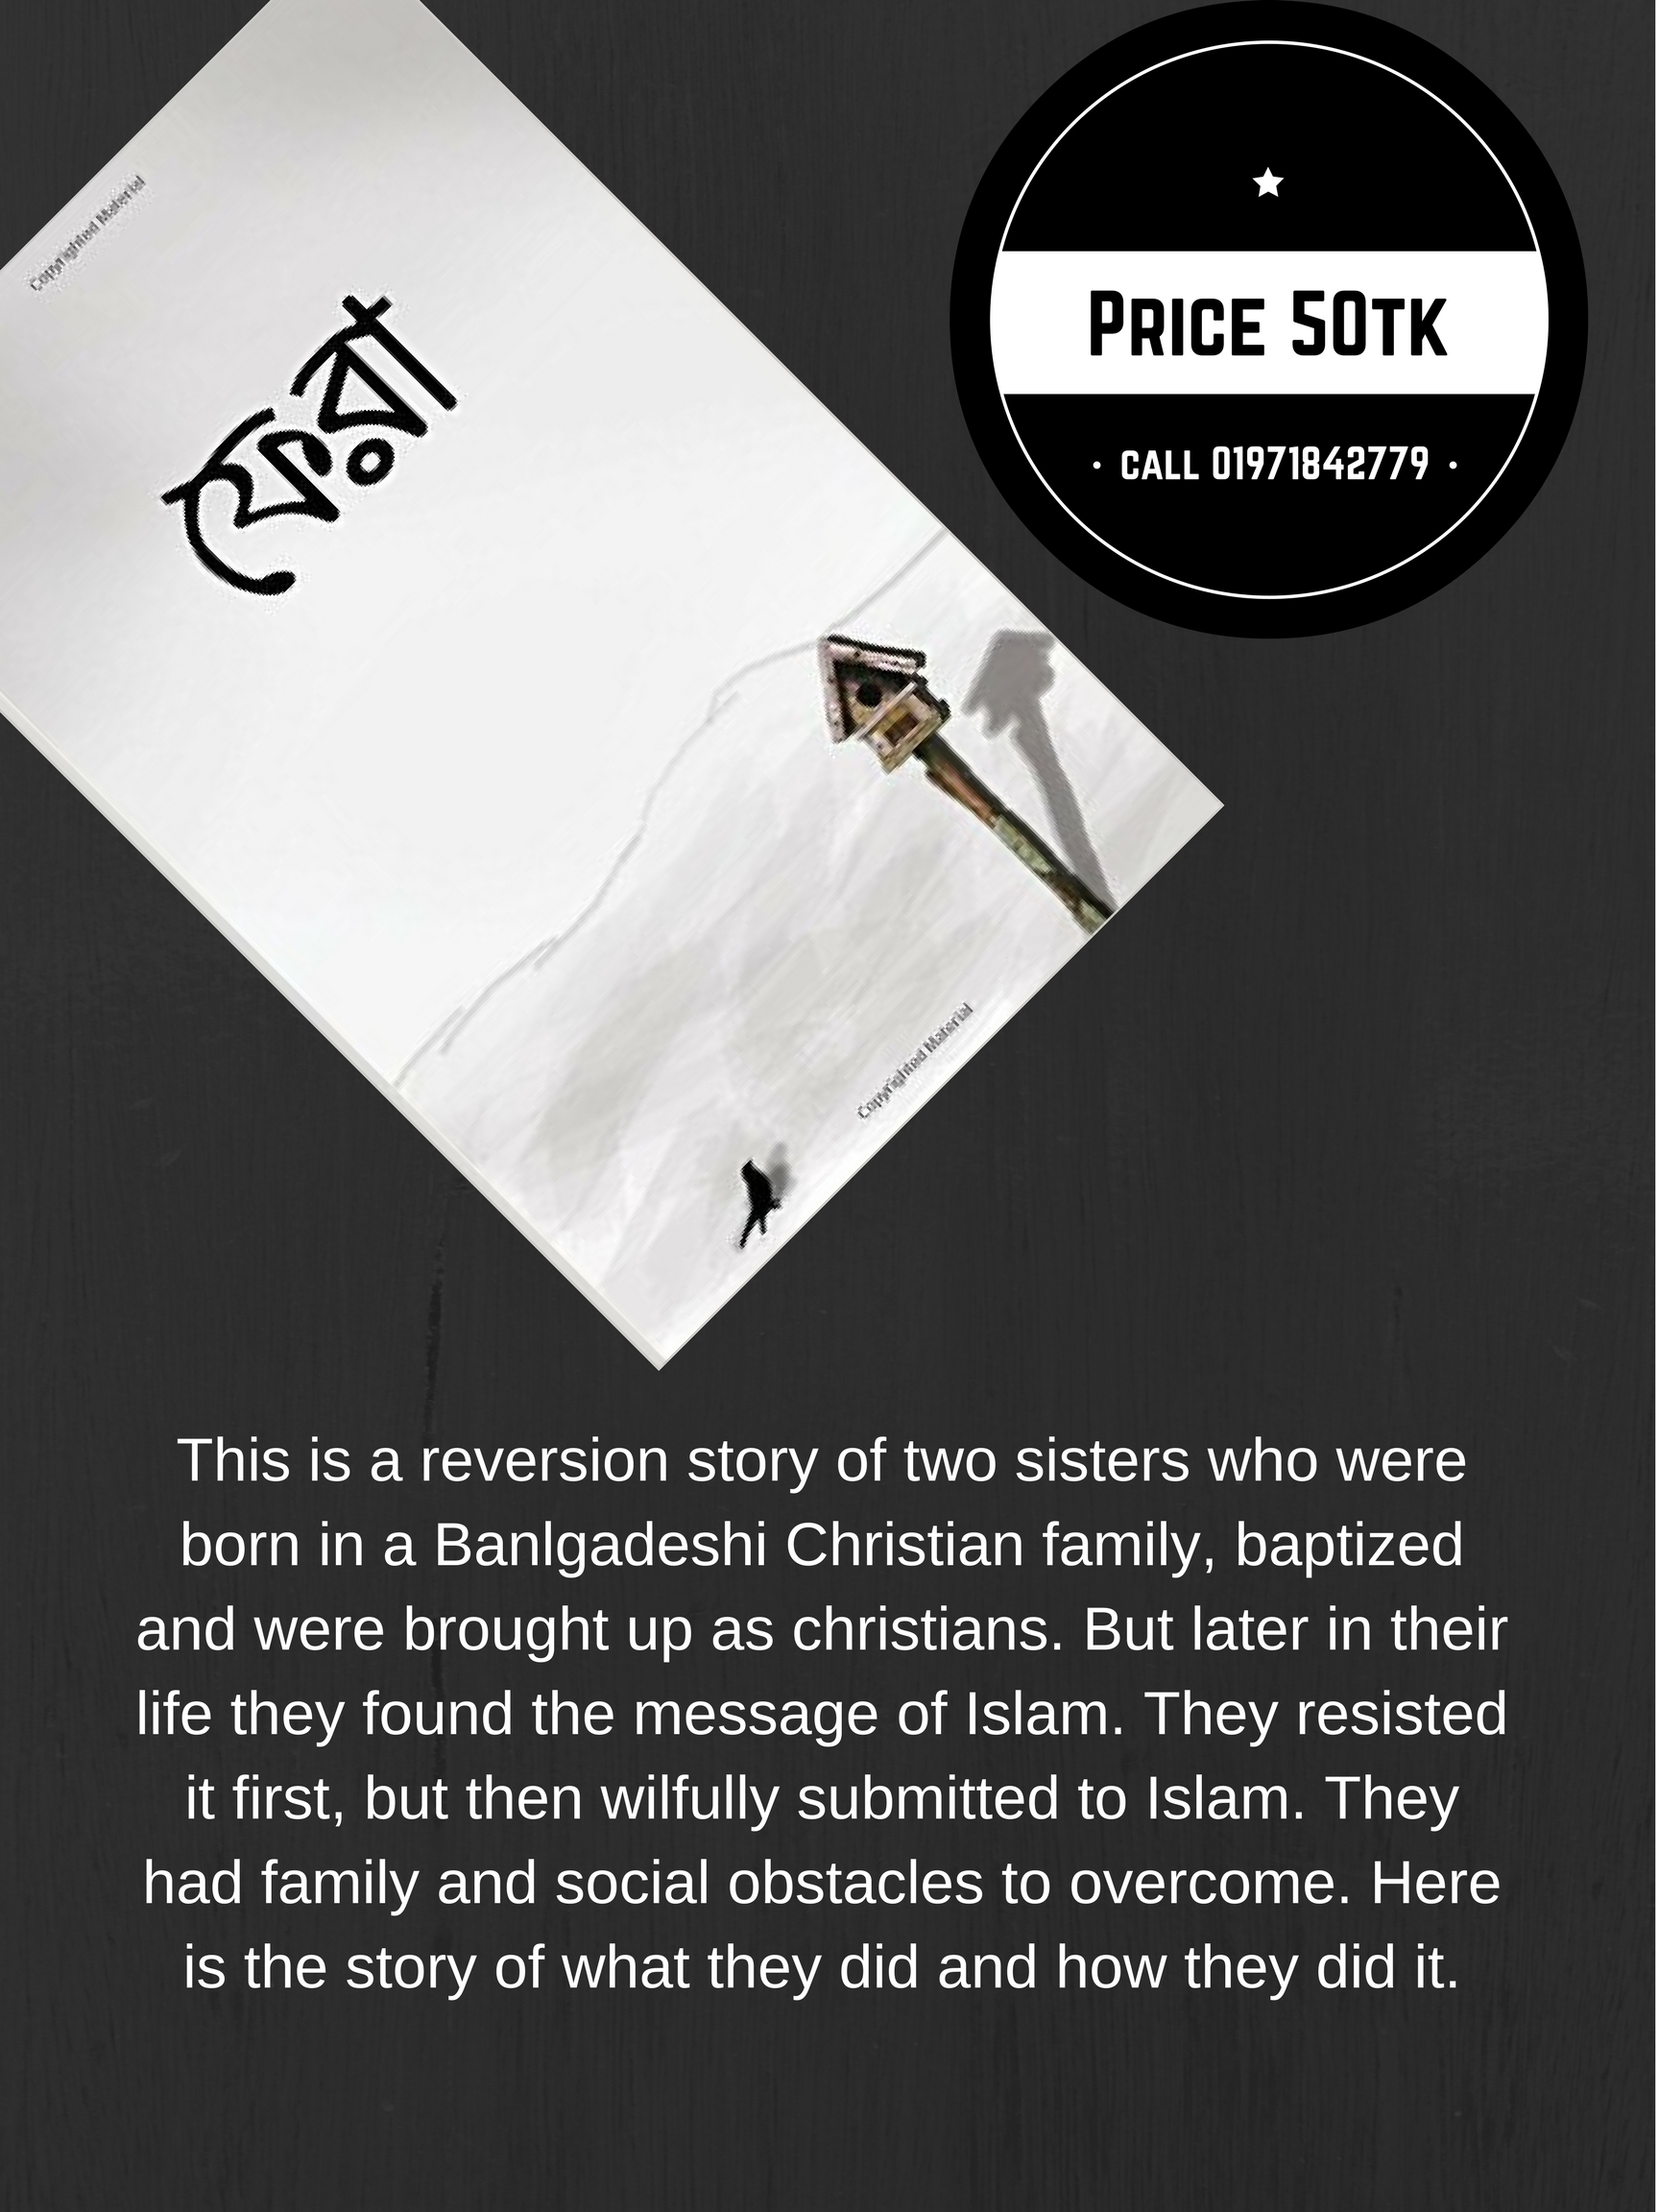 Copyrighted Material
ফেরা
Price 50tk
• call 01971842779 •
Copyrighted Material
This is a reversion story of two sisters who were
born in a Banlgadeshi Christian family, baptized
and were brought up as christians. But later in their
life they found the message of Islam. They resisted
it first, but then wilfully submitted to Islam. They
had family and social obstacles to overcome. Here
is the story of what they did and how they did it.